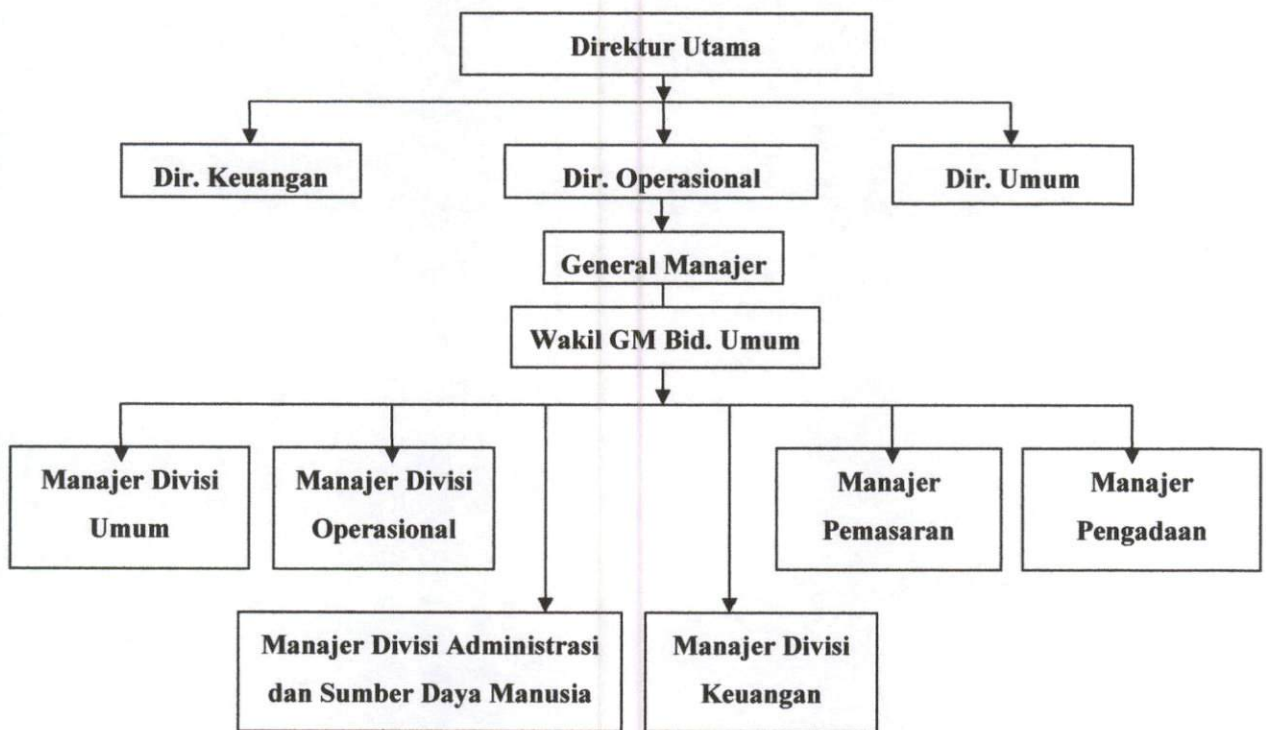 Direktur Utama
Dir. Keuangan
Dir. Operasional
Dir. Umum
General Manajer
Wakil GM Bid. Umum
Manajer Divisi
Umum
Manajer Divisi
Operasional
Manajer
Pemasaran
Manajer
Pengadaan
Manajer Divisi Administrasi
dan Sumber Daya Manusia
Manajer Divisi
Keuangan